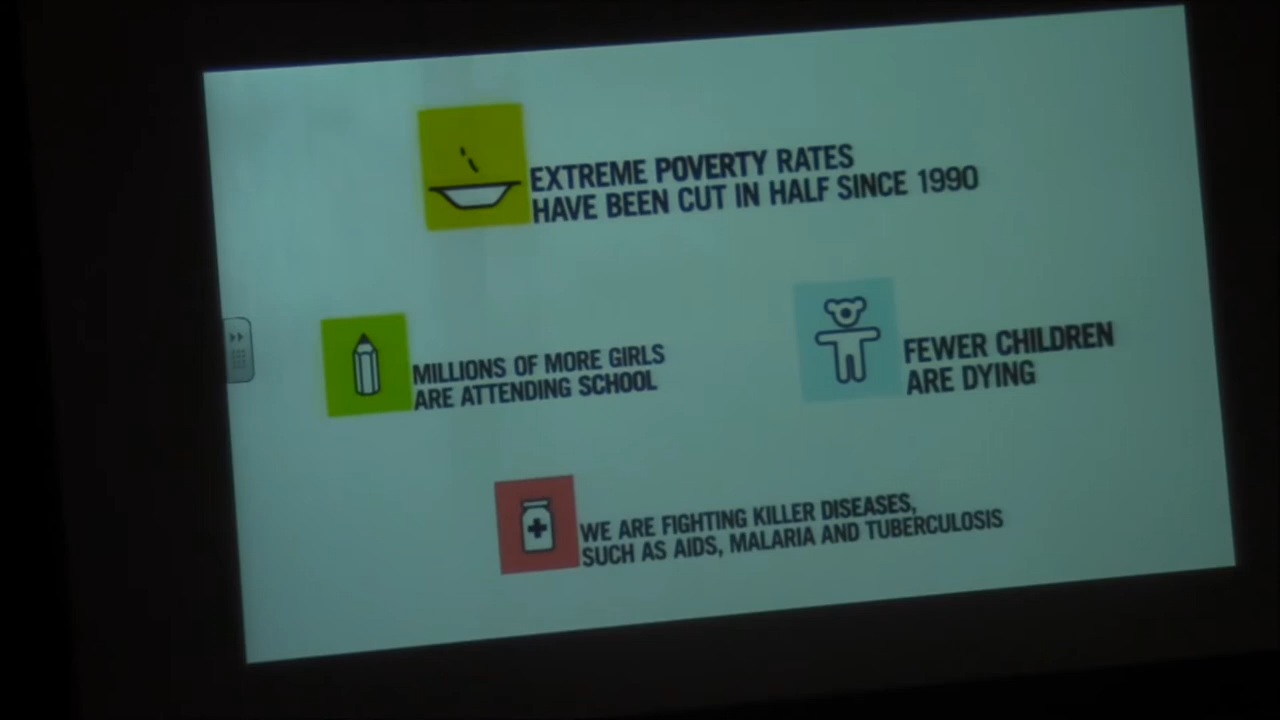 EXTREME POVERTY RATES
HAVE BEEN CUT IN HALF SINCE 1990
MILLIONS OF MORE GIRLS
ARE ATTENDING SCHOOL
FEWER CHILDREN
ARE DYING
WE ARE FIGHTING KILLER DISEASES,
SUCH AS AIDS, MALARIA AND TUBERCULOSIS